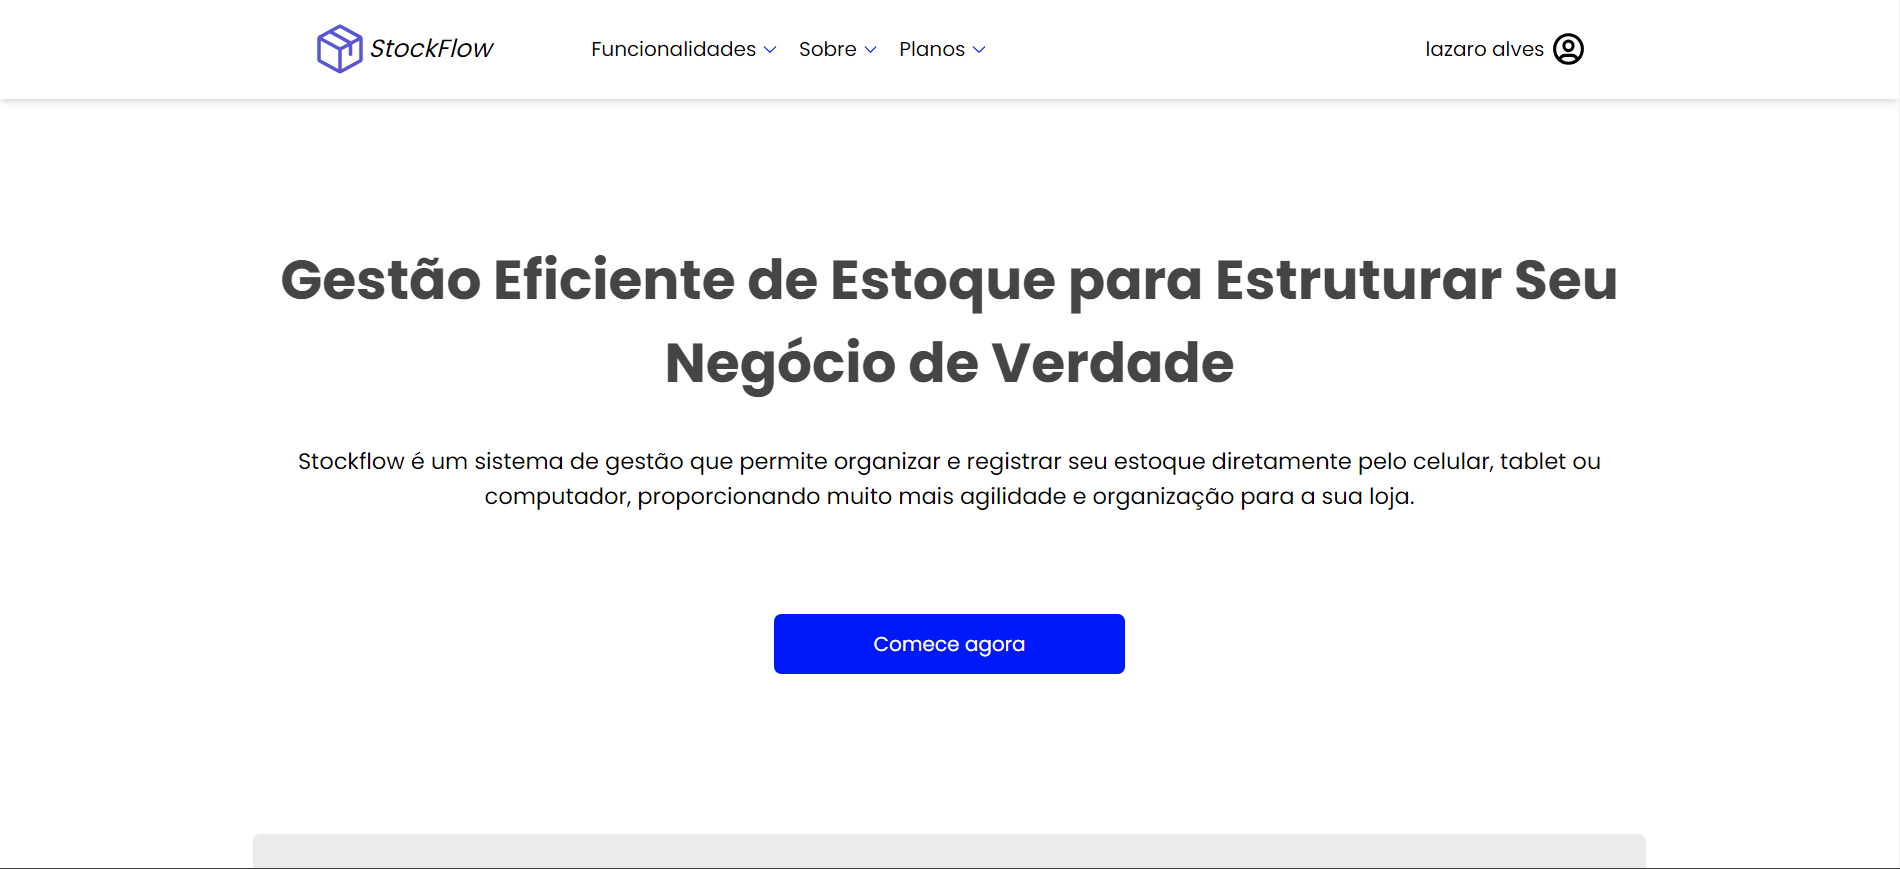 StockFlow
Funcionalidades
Sobre
Planos
lazaro alves
Gestão Eficiente de Estoque para Estruturar Seu
Negócio de Verdade
Stockflow é um sistema de gestão que permite organizar e registrar seu estoque diretamente pelo celular, tablet ou
computador, proporcionando muito mais agilidade e organização para a sua loja.
Comece agora